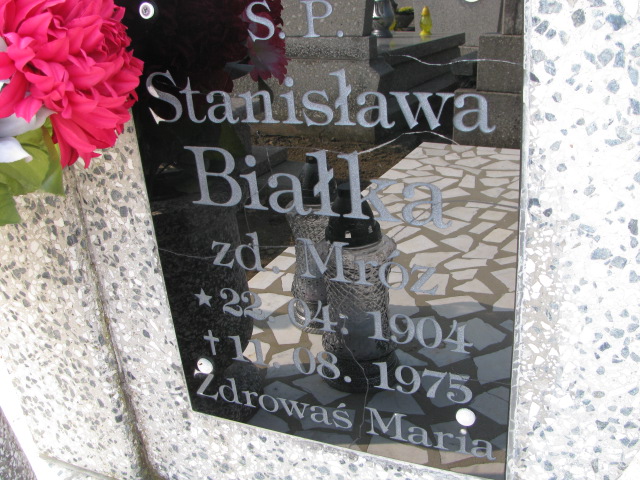 Ś.P.
Stanisława
Białka
zd. Mróz
★ 22. 04. 1904
† 11. 08. 1975
Zdrowaś Maria